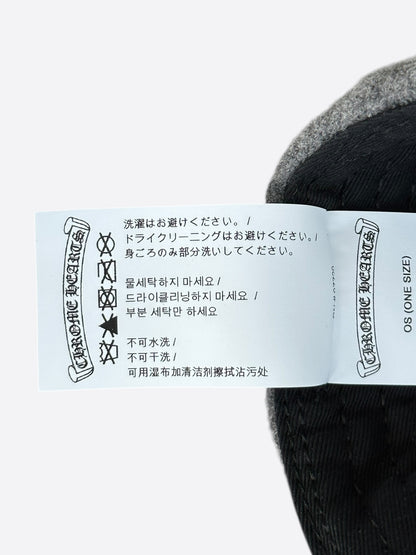 CHROME HEARTS
洗濯はお避けください。/
ドライクリーニングはお避けください。/
身ごろのみ部分洗いしてください。
물세탁하지 마세요 /
드라이클리닝하지 마세요 /
부분 세탁만 하세요
不可水洗 /
不可干洗 /
可用湿布加清洁剂擦拭沾污处
CHROME HEARTS
OS (ONE SIZE)